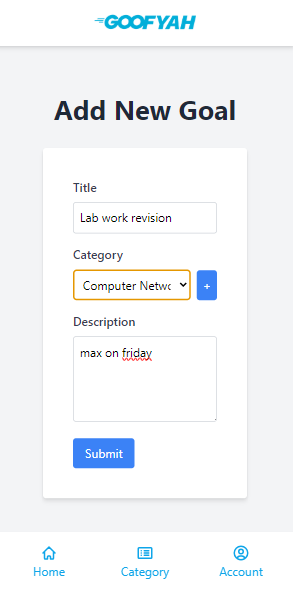 GOOFYAH
Add New Goal
Title
Lab work revision
Category
Computer Netwo
+
Description
max on friday
Submit
Home
Category
Account